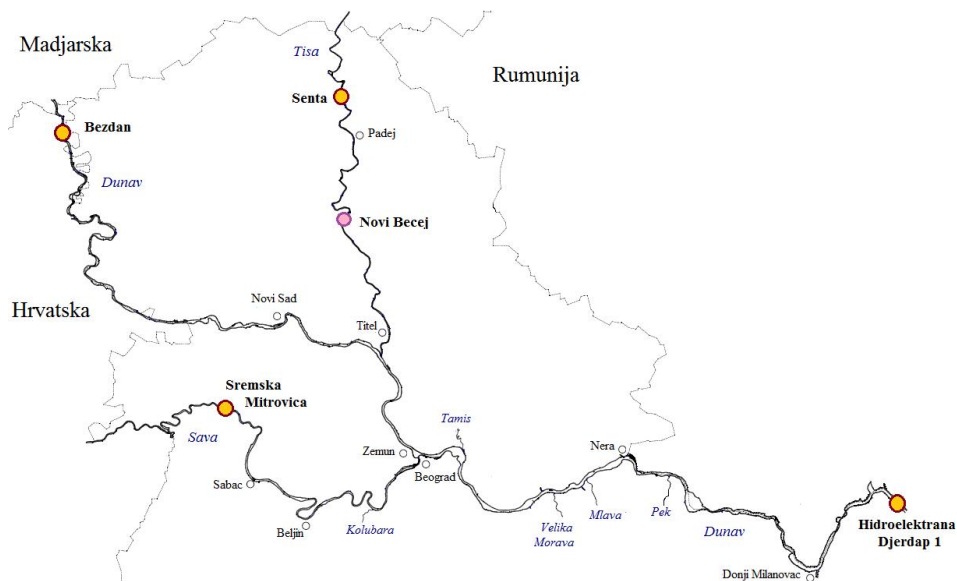 Madjarska
Tisa
Rumunija
Senta
Bezdan
Padej
Dunav
Novi Becej
Hrvatska
Novi Sad
Titel
Sremska
Mitrovica
Tamis
Sava
Zemun
Nera
Beograd
Sabac
Kolubara
Beljin
Velika
Morava
Mlava
Pek
Dunav
Hidroelektrana
Djerdap 1
Donji Milanovac